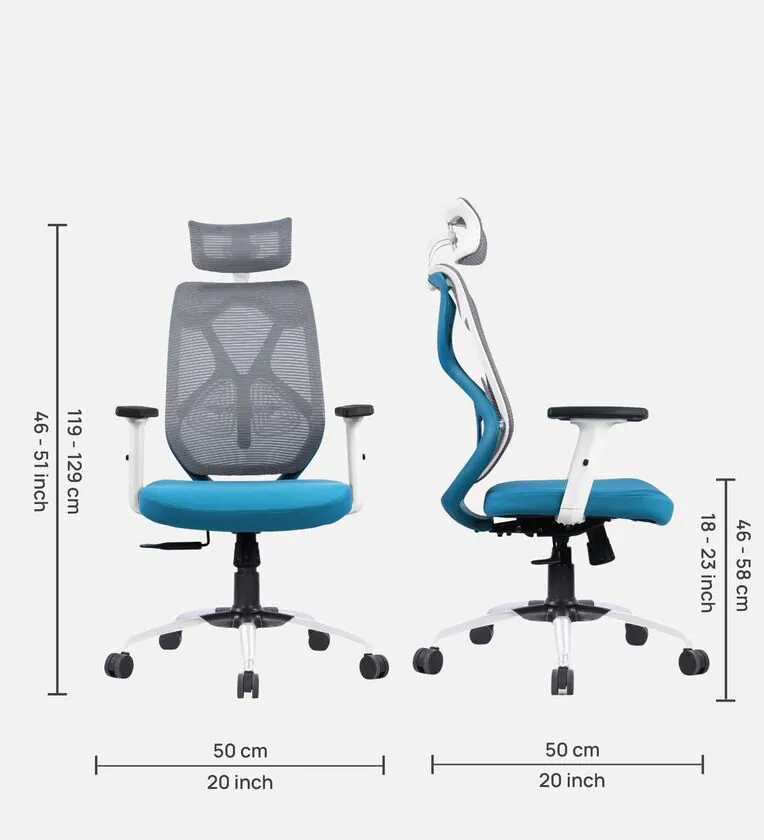 119 - 129 cm
46 - 51 inch
46 - 58 cm
18 - 23 inch
50 cm
20 inch
50 cm
20 inch